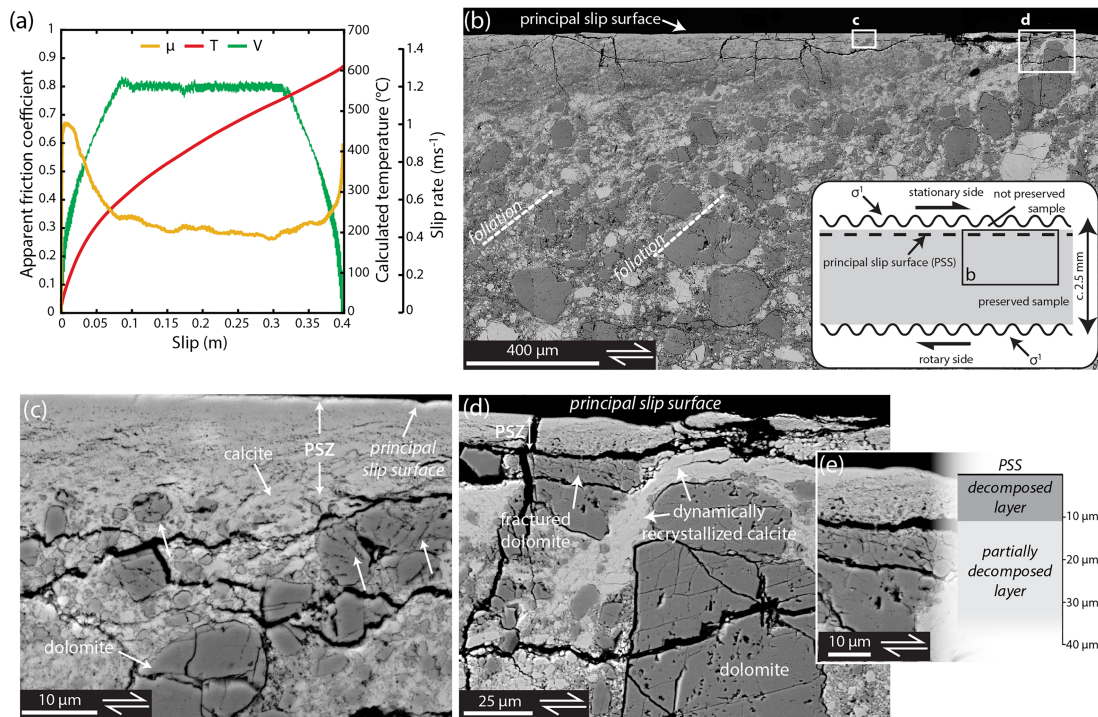 (a)
μ T V
Apparent friction coefficient
1
0.9
0.8
0.7
0.6
0.5
0.4
0.3
0.2
0.1
0
0 0.05 0.1 0.15 0.2 0.25 0.3 0.35 0.4
Slip (m)
700
600
500
400
300
200
100
0
Calculated temperature (°C)
1.4
1.2
1
0.8
0.6
0.4
0.2
0
Slip rate (ms-1)
(b)
principal slip surface
c
d
foliation
foliation
400 μm
σ1
stationary side
not preserved
sample
principal slip surface (PSS)
b
preserved sample
c. 2.5 mm
rotary side
σ1
(c)
calcite
PSZ
principal
slip surface
dolomite
10 μm
(d)
principal slip surface
PSZ
fractured
dolomite
dynamically
recrystallized calcite
dolomite
25 μm
(e)
PSS
decomposed
layer
partially
decomposed
layer
10 μm
20 μm
30 μm
40 μm
10 μm